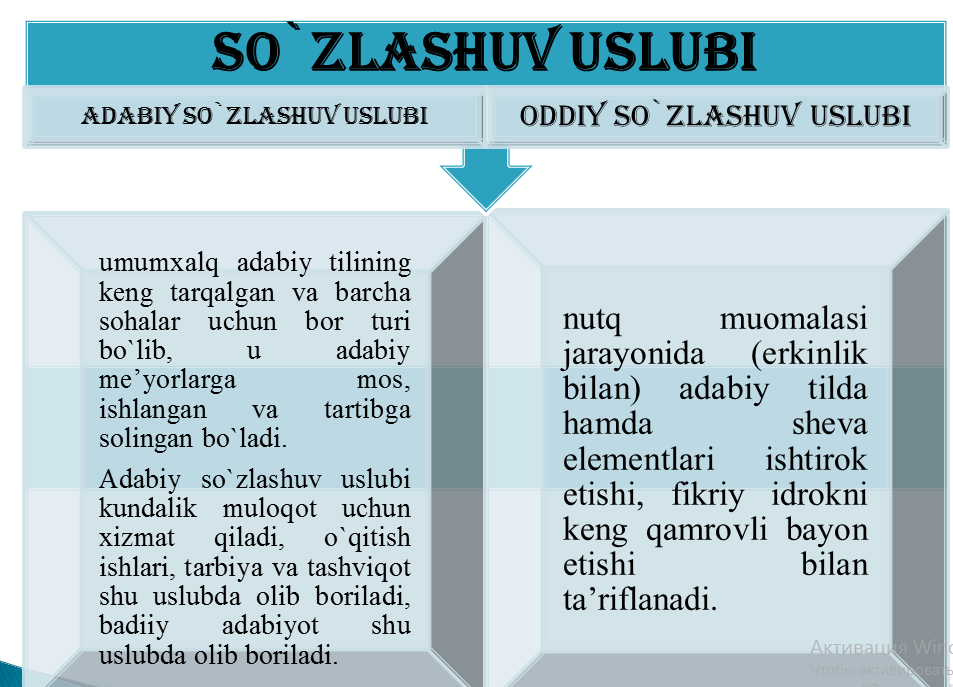 SO`ZLASHUV USLUBI
ADABIY SO`ZLASHUV USLUBI
ODDIY SO`ZLASHUV USLUBI
umumxalq adabiy tilining
keng tarqalgan va barcha
sohalar uchun bor turi
bo`lib, u adabiy
me’yorlarga mos,
ishlangan va tartibga
solingan bo`ladi.
Adabiy so`zlashuv uslubi
kundalik muloqot uchun
xizmat qiladi, o`qitish
ishlari, tarbiya va tashviqot
shu uslubda olib boriladi,
badiiy adabiyot shu
uslubda olib boriladi.
nutq muomalasi
jarayonida (erkinlik
bilan) adabiy tilda
hamda sheva
elementlari ishtirok
etishi, fikriy idrokni
keng qamrovli bayon
etishi bilan
ta’riflanadi.
Активация Wind
Чтобы активировать